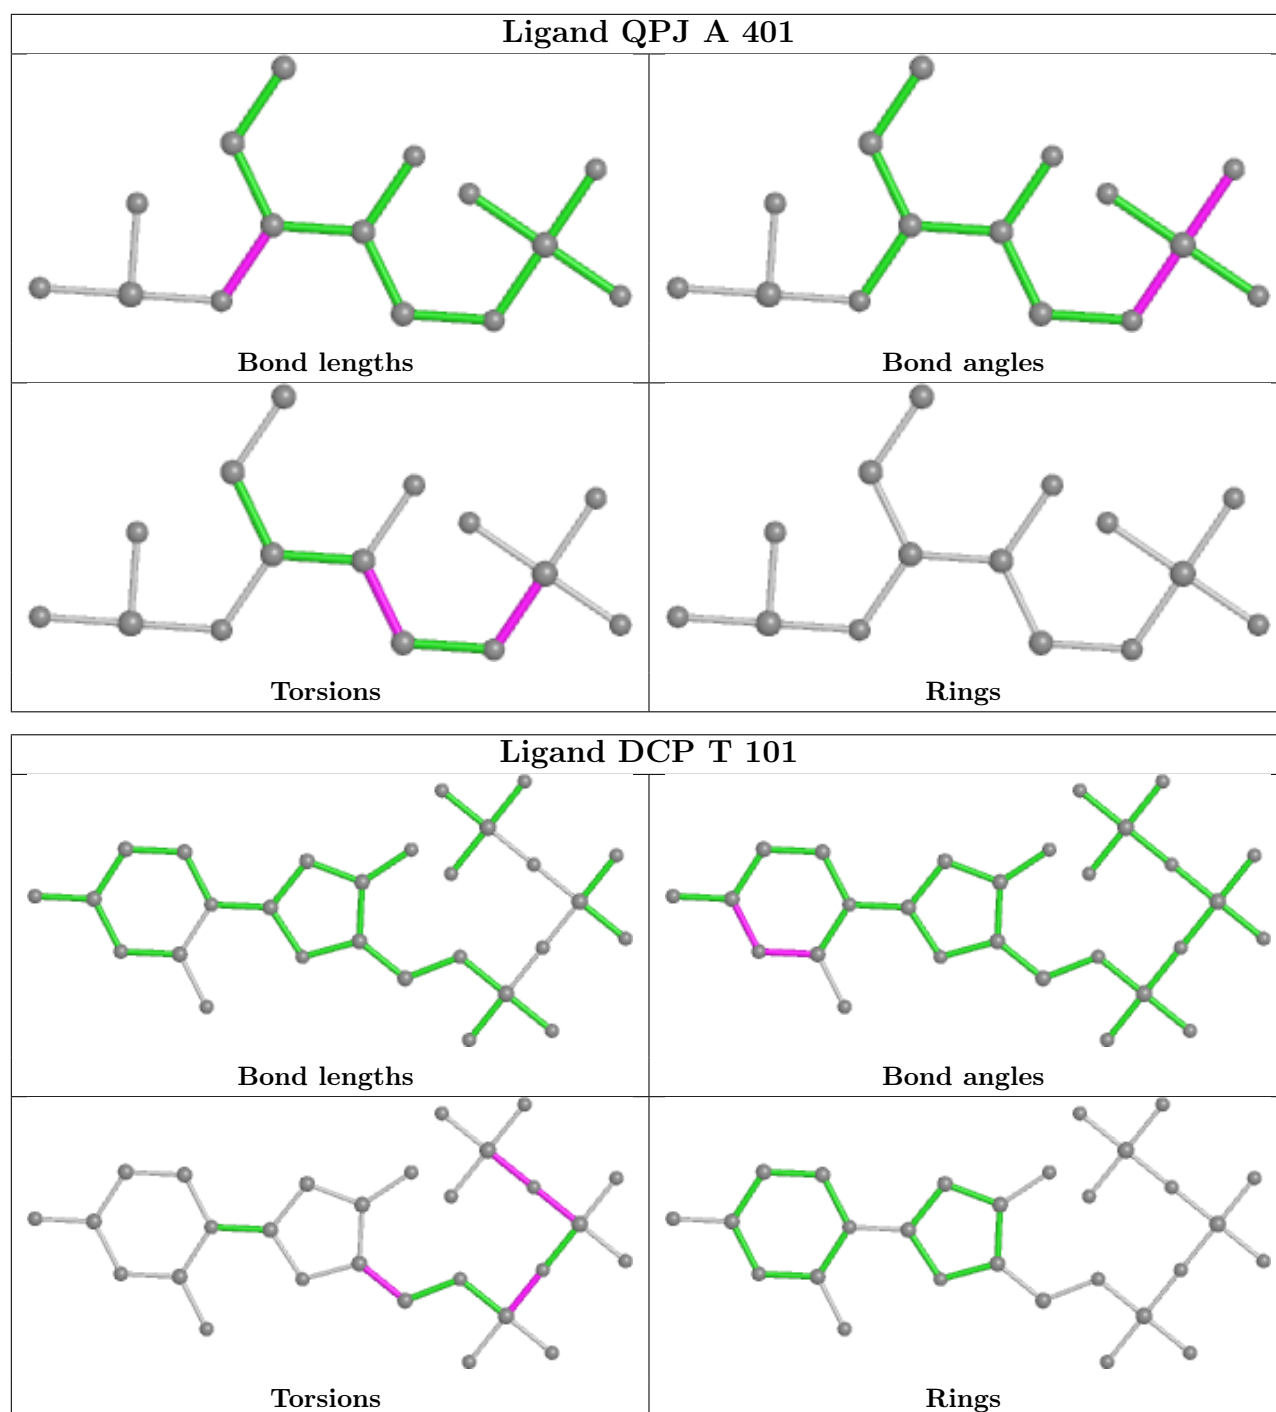 Ligand QPJ A 401
Bond lengths
Bond angles
Torsions
Rings
Ligand DCP T 101
Bond lengths
Bond angles
Torsions
Rings